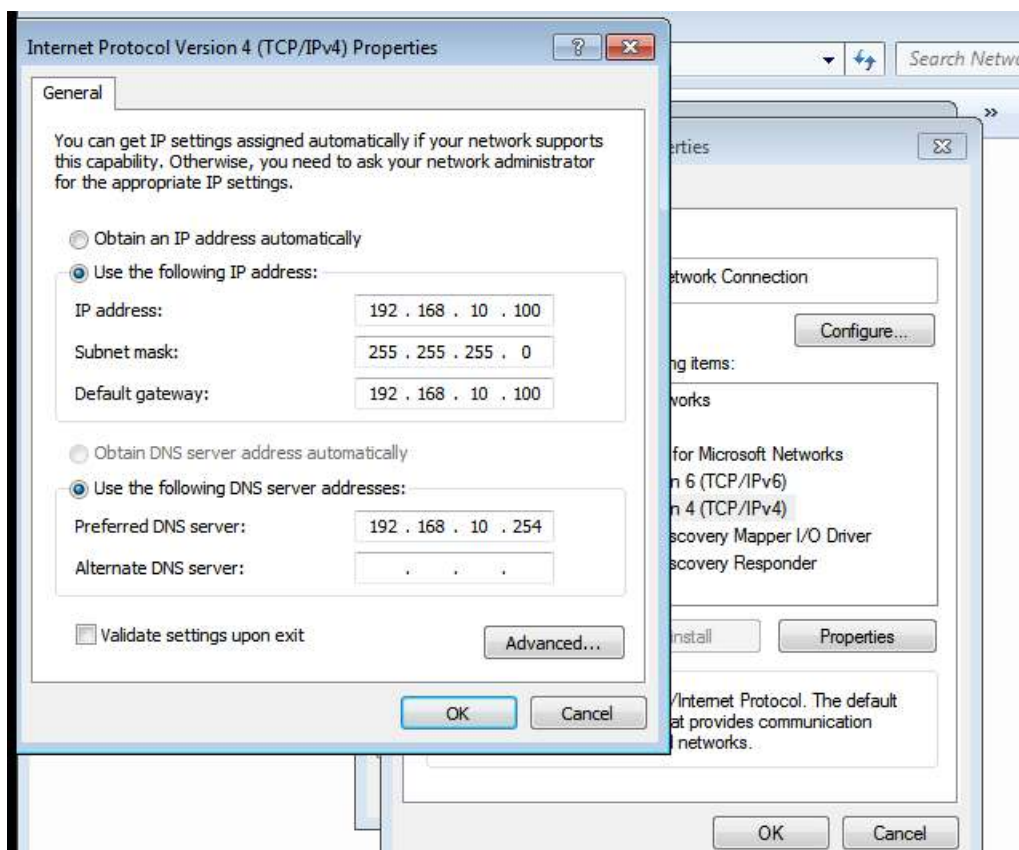 Internet Protocol Version 4 (TCP/IPv4) Properties
General
You can get IP settings assigned automatically if your network supports
this capability. Otherwise, you need to ask your network administrator
for the appropriate IP settings.
Obtain an IP address automatically
Use the following IP address:
IP address: 192 . 168 . 10 . 100
Subnet mask: 255 . 255 . 255 . 0
Default gateway: 192 . 168 . 10 . 100
Obtain DNS server address automatically
Use the following DNS server addresses:
Preferred DNS server: 192 . 168 . 10 . 254
Alternate DNS server: . . .
Validate settings upon exit
Advanced...
OK Cancel
Search Netwo
»
erties
etwork Connection
Configure...
ng items:
works
for Microsoft Networks
n 6 (TCP/IPv6)
n 4 (TCP/IPv4)
scovery Mapper I/O Driver
scovery Responder
nstall
Properties
/Internet Protocol. The default
at provides communication
networks.
OK Cancel